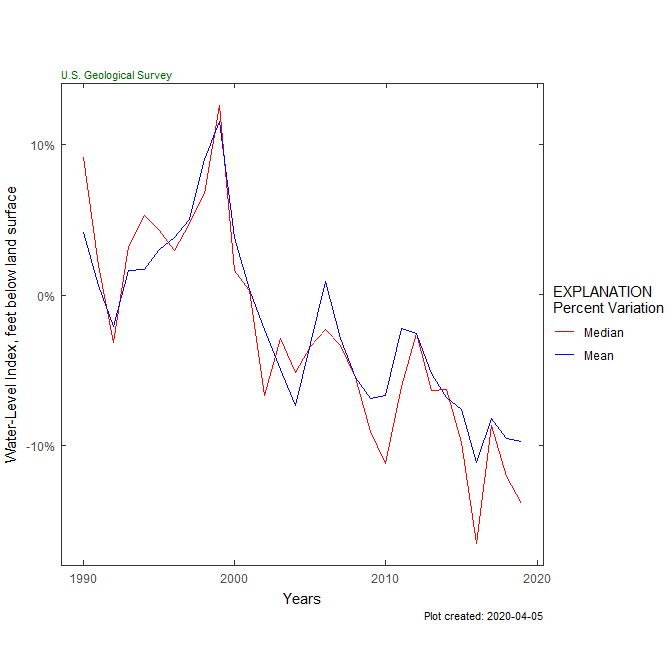 U.S. Geological Survey
10%
0%
-10%
Water-Level Index, feet below land surface
1990
2000
2010
2020
Years
EXPLANATION
Percent Variation
Median
Mean
Plot created: 2020-04-05